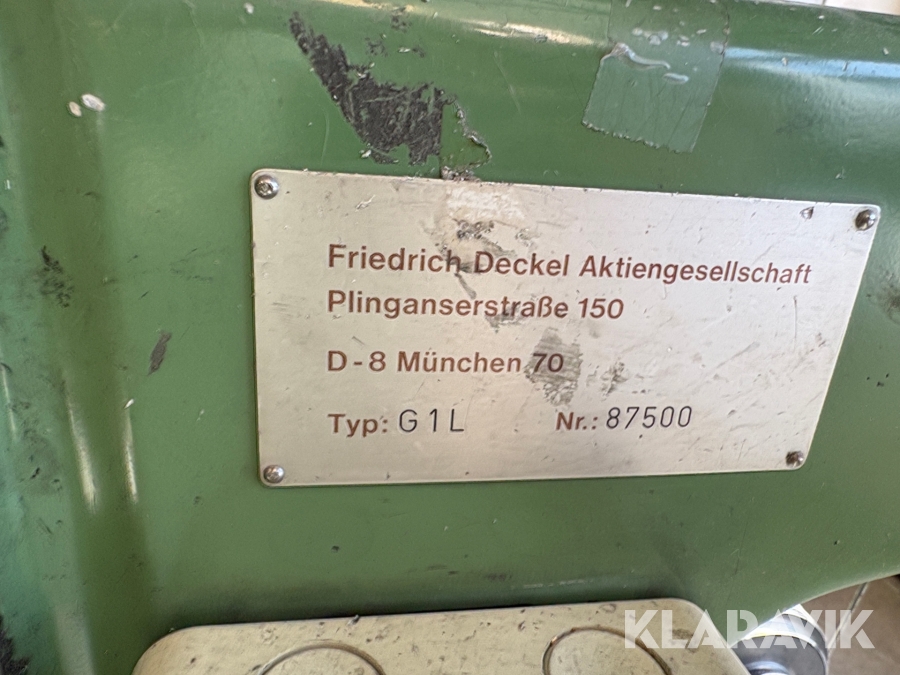 Friedrich Deckel Aktiengesellschaft
Plinganserstraße 150
D-8 München 70
Typ: G1L Nr.: 87500
KLARAVIK